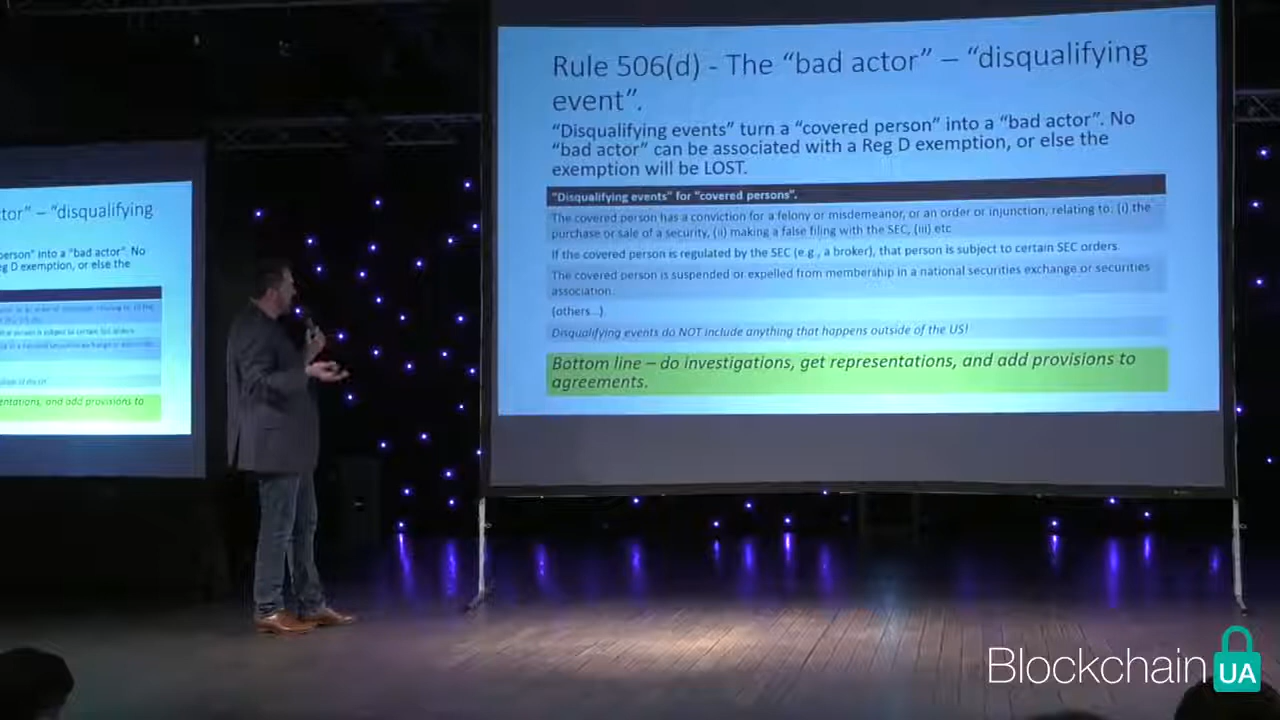 Rule 506(d) - The “bad actor” – “disqualifying
event”.
“Disqualifying events” turn a “covered person” into a “bad actor”. No
“bad actor” can be associated with a Reg D exemption, or else the
exemption will be LOST.
“Disqualifying events” for “covered persons”.
The covered person has a conviction for a felony or misdemeanor, or an order or injunction, relating to: (i) the
purchase or sale of a security, (ii) making a false filing with the SEC, (iii) etc
If the covered person is regulated by the SEC (e.g., a broker), that person is subject to certain SEC orders.
The covered person is suspended or expelled from membership in a national securities exchange or securities
association.
(others...).
Disqualifying events do NOT include anything that happens outside of the US!
Bottom line – do investigations, get representations, and add provisions to
agreements.
tor” – “disqualifying
person” into a “bad actor”. No
eg D exemption, or else the
entations, and add provisions to
Blockchain UA